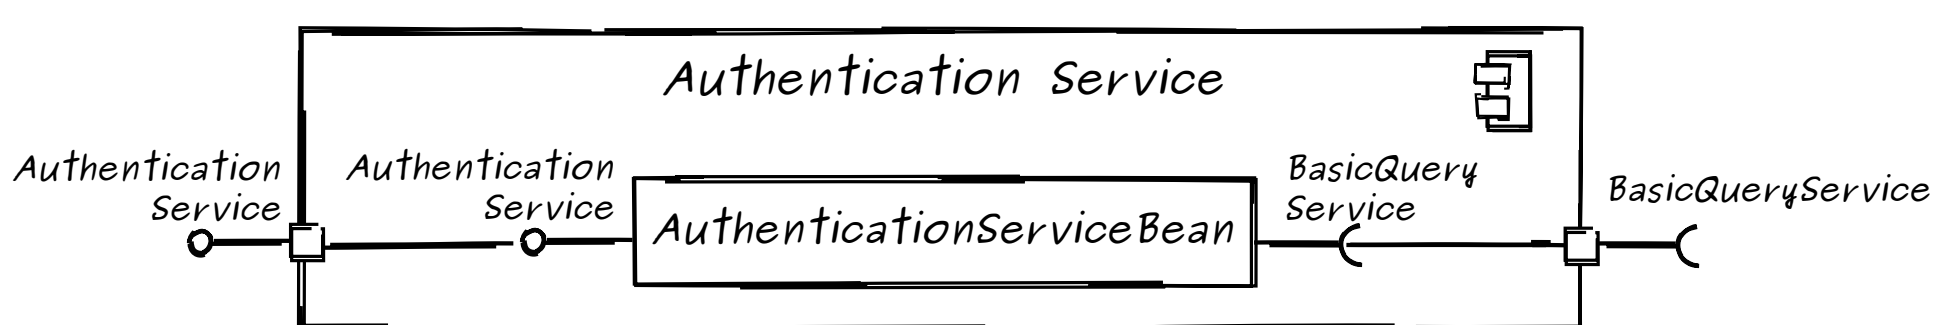 Authentication Service
Authentication
Service
Authentication
Service
AuthenticationServiceBean
BasicQuery
Service
BasicQueryService